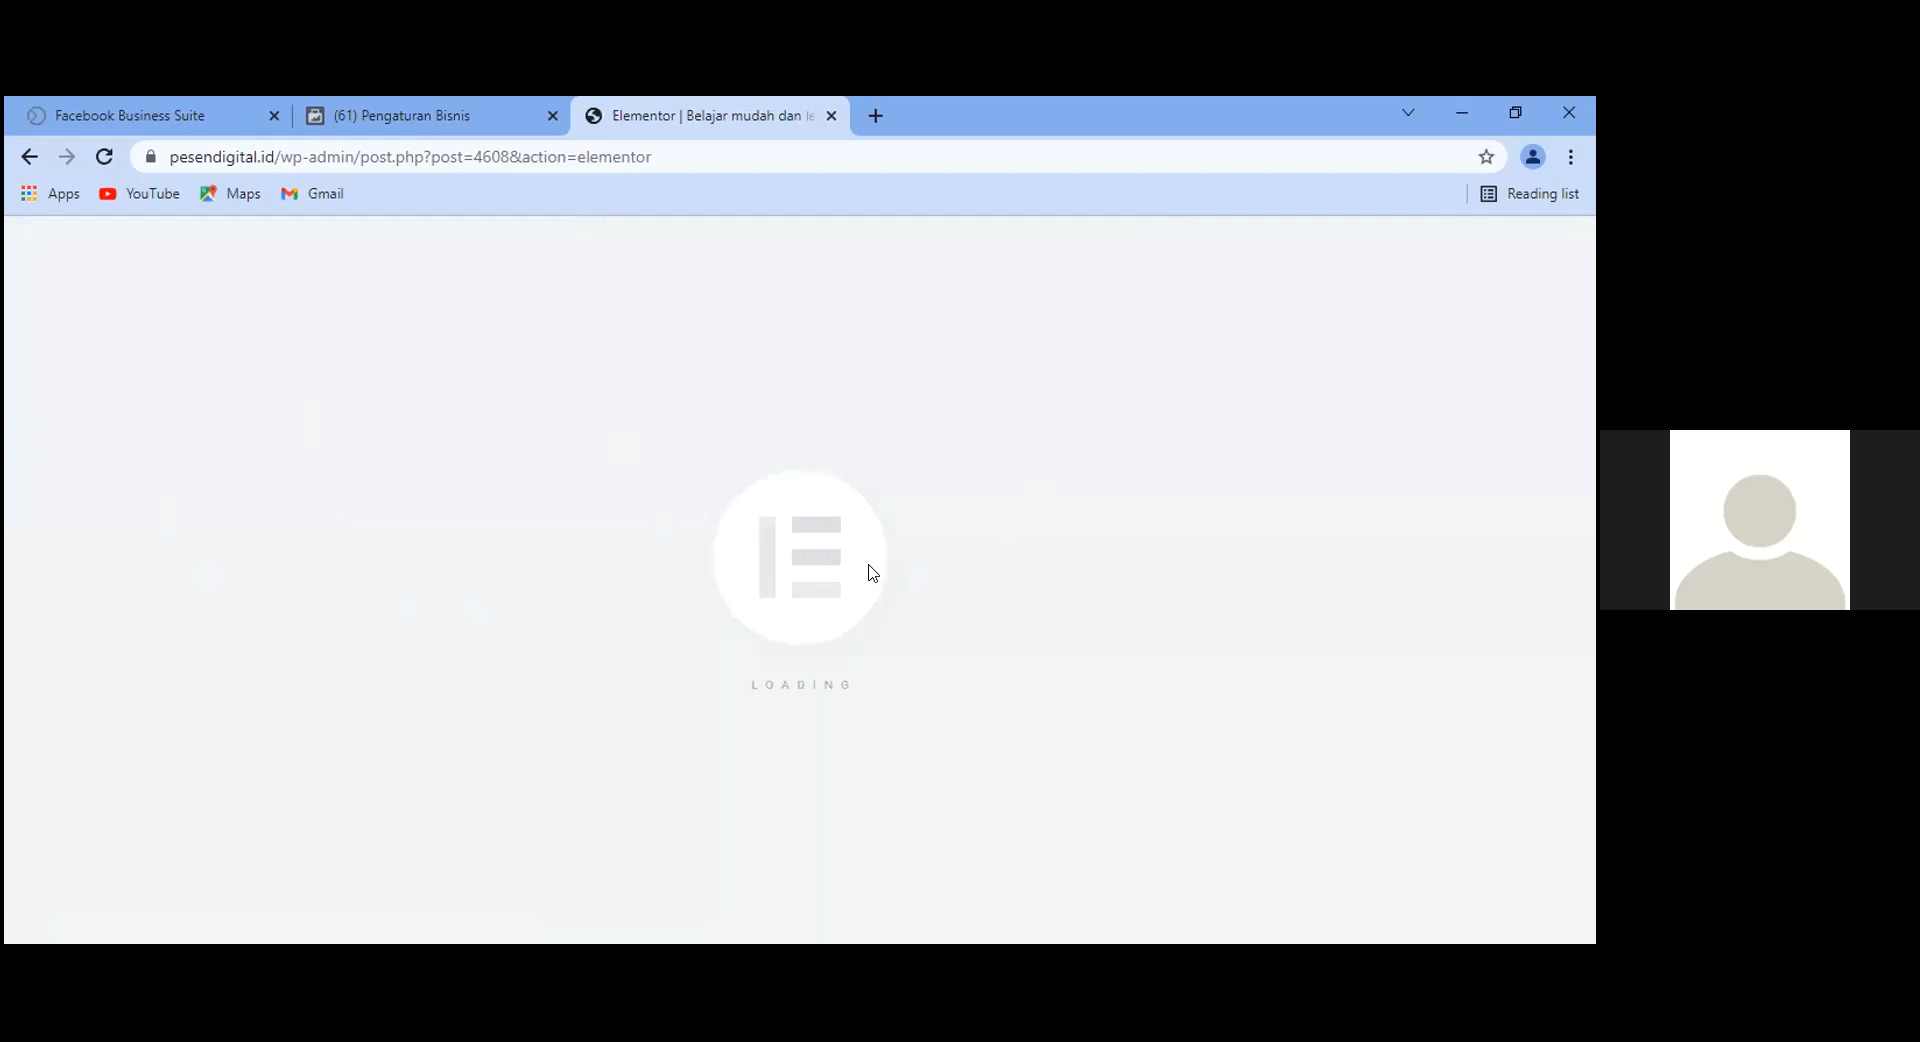 Facebook Business Suite
(61) Pengaturan Bisnis
Elementor | Belajar mudah dan le
pesendigital.id/wp-admin/post.php?post=4608&action=elementor
Apps
YouTube
Maps
Gmail
Reading list
LOADING